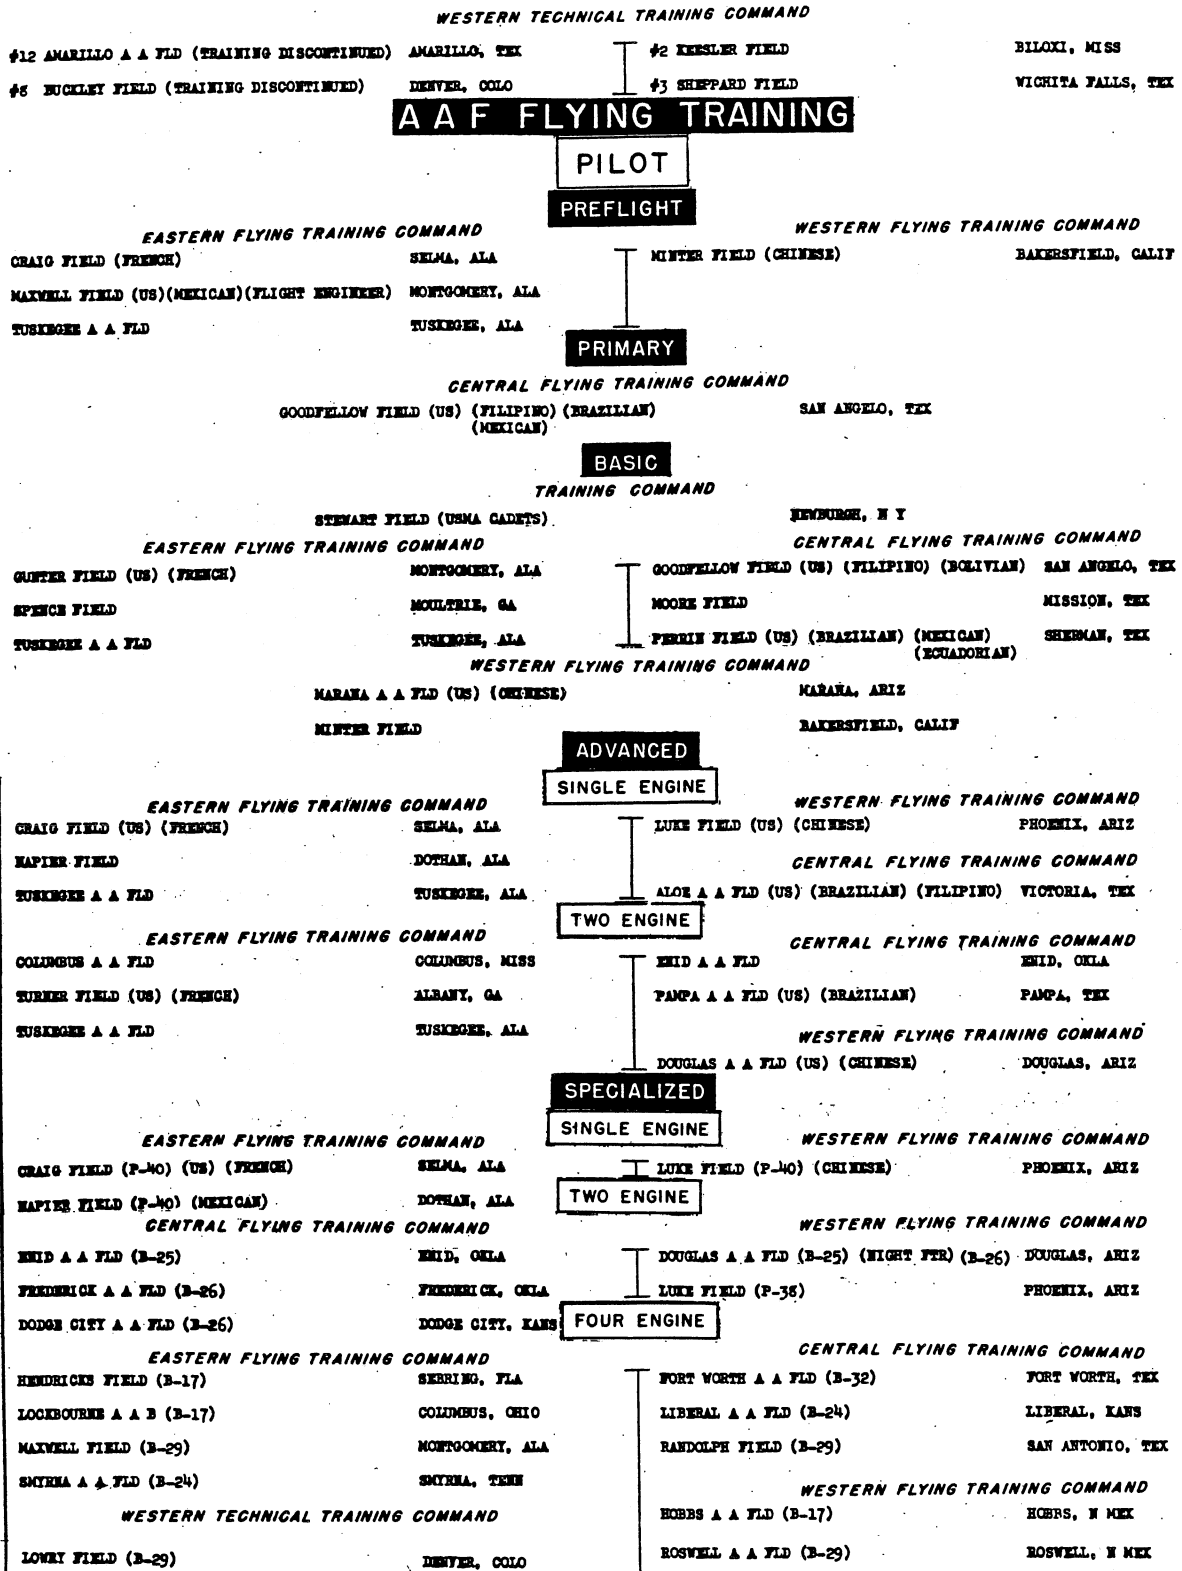 WESTERN TECHNICAL TRAINING COMMAND
#12 AMARILLO A A FLD (TRAINING DISCONTINUED) AMARILLO, TEX
#8 BUCKLEY FIELD (TRAINING DISCONTINUED) DENVER, COLO
#2 KEESLER FIELD BILOXI, MISS
#3 SHEPPARD FIELD WICHITA FALLS, TEX
AAF FLYING TRAINING
PILOT
PREFLIGHT
EASTERN FLYING TRAINING COMMAND
CRAIG FIELD (FRENCH) SELMA, ALA
MAXWELL FIELD (US)(MEXICAN)(FLIGHT ENGINEER) MONTGOMERY, ALA
TUSKEGEE A A FLD TUSKEGEE, ALA
WESTERN FLYING TRAINING COMMAND
MINTER FIELD (CHINESE) BAKERSFIELD, CALIF
PRIMARY
CENTRAL FLYING TRAINING COMMAND
GOODFELLOW FIELD (US) (FILIPINO) (BRAZILIAN) SAN ANGELO, TEX
(MEXICAN)
BASIC
TRAINING COMMAND
STEWART FIELD (USMA CADETS) NEWBURGH, N Y
EASTERN FLYING TRAINING COMMAND
GUNTER FIELD (US) (FRENCH) MONTGOMERY, ALA
SPENCE FIELD MOULTRIE, GA
TUSKEGEE A A FLD TUSKEGEE, ALA
CENTRAL FLYING TRAINING COMMAND
GOODFELLOW FIELD (US) (FILIPINO) (BOLIVIAN) SAN ANGELO, TEX
MOORE FIELD MISSION, TEX
PERRIN FIELD (US) (BRAZILIAN) (MEXICAN) SHERMAN, TEX
(ECUADORIAN)
WESTERN FLYING TRAINING COMMAND
MARANA A A FLD (US) (CHINESE) MARANA, ARIZ
MINTER FIELD BAKERSFIELD, CALIF
ADVANCED
SINGLE ENGINE
EASTERN FLYING TRAINING COMMAND
CRAIG FIELD (US) (FRENCH) SELMA, ALA
NAPIER FIELD DOTHAN, ALA
TUSKEGEE A A FLD TUSKEGEE, ALA
WESTERN FLYING TRAINING COMMAND
LUKE FIELD (US) (CHINESE) PHOENIX, ARIZ
CENTRAL FLYING TRAINING COMMAND
ALOE A A FLD (US) (BRAZILIAN) (FILIPINO) VICTORIA, TEX
TWO ENGINE
EASTERN FLYING TRAINING COMMAND
COLUMBUS A A FLD COLUMBUS, MISS
TURNER FIELD (US) (FRENCH) ALBANY, GA
TUSKEGEE A A FLD TUSKEGEE, ALA
CENTRAL FLYING TRAINING COMMAND
ENID A A FLD ENID, OKLA
PAMPA A A FLD (US) (BRAZILIAN) PAMPA, TEX
WESTERN FLYING TRAINING COMMAND
DOUGLAS A A FLD (US) (CHINESE) DOUGLAS, ARIZ
SPECIALIZED
SINGLE ENGINE
EASTERN FLYING TRAINING COMMAND
CRAIG FIELD (P-40) (US) (FRENCH) SELMA, ALA
NAPIER FIELD (P-40) (MEXICAN) DOTHAN, ALA
WESTERN FLYING TRAINING COMMAND
LUKE FIELD (P-40) (CHINESE) PHOENIX, ARIZ
TWO ENGINE
CENTRAL FLYING TRAINING COMMAND
ENID A A FLD (B-25) ENID, OKLA
FREDERICK A A FLD (B-26) FREDERICK, OKLA
DODGE CITY A A FLD (B-26) DODGE CITY, KANS
WESTERN FLYING TRAINING COMMAND
DOUGLAS A A FLD (B-25) (NIGHT FTR) (B-26) DOUGLAS, ARIZ
LUKE FIELD (P-38) PHOENIX, ARIZ
FOUR ENGINE
EASTERN FLYING TRAINING COMMAND
HENDRICKS FIELD (B-17) SEBRING, FLA
LOCKBOURNE A A B (B-17) COLUMBUS, OHIO
MAXWELL FIELD (B-29) MONTGOMERY, ALA
SMYRNA A A FLD (B-24) SMYRNA, TENN
WESTERN TECHNICAL TRAINING COMMAND
LOWRY FIELD (B-29) DENVER, COLO
CENTRAL FLYING TRAINING COMMAND
FORT WORTH A A FLD (B-32) FORT WORTH, TEX
LIBERAL A A FLD (B-24) LIBERAL, KANS
RANDOLPH FIELD (B-29) SAN ANTONIO, TEX
WESTERN FLYING TRAINING COMMAND
HOBBS A A FLD (B-17) HOBBS, N MEX
ROSWELL A A FLD (B-29) ROSWELL, N MEX